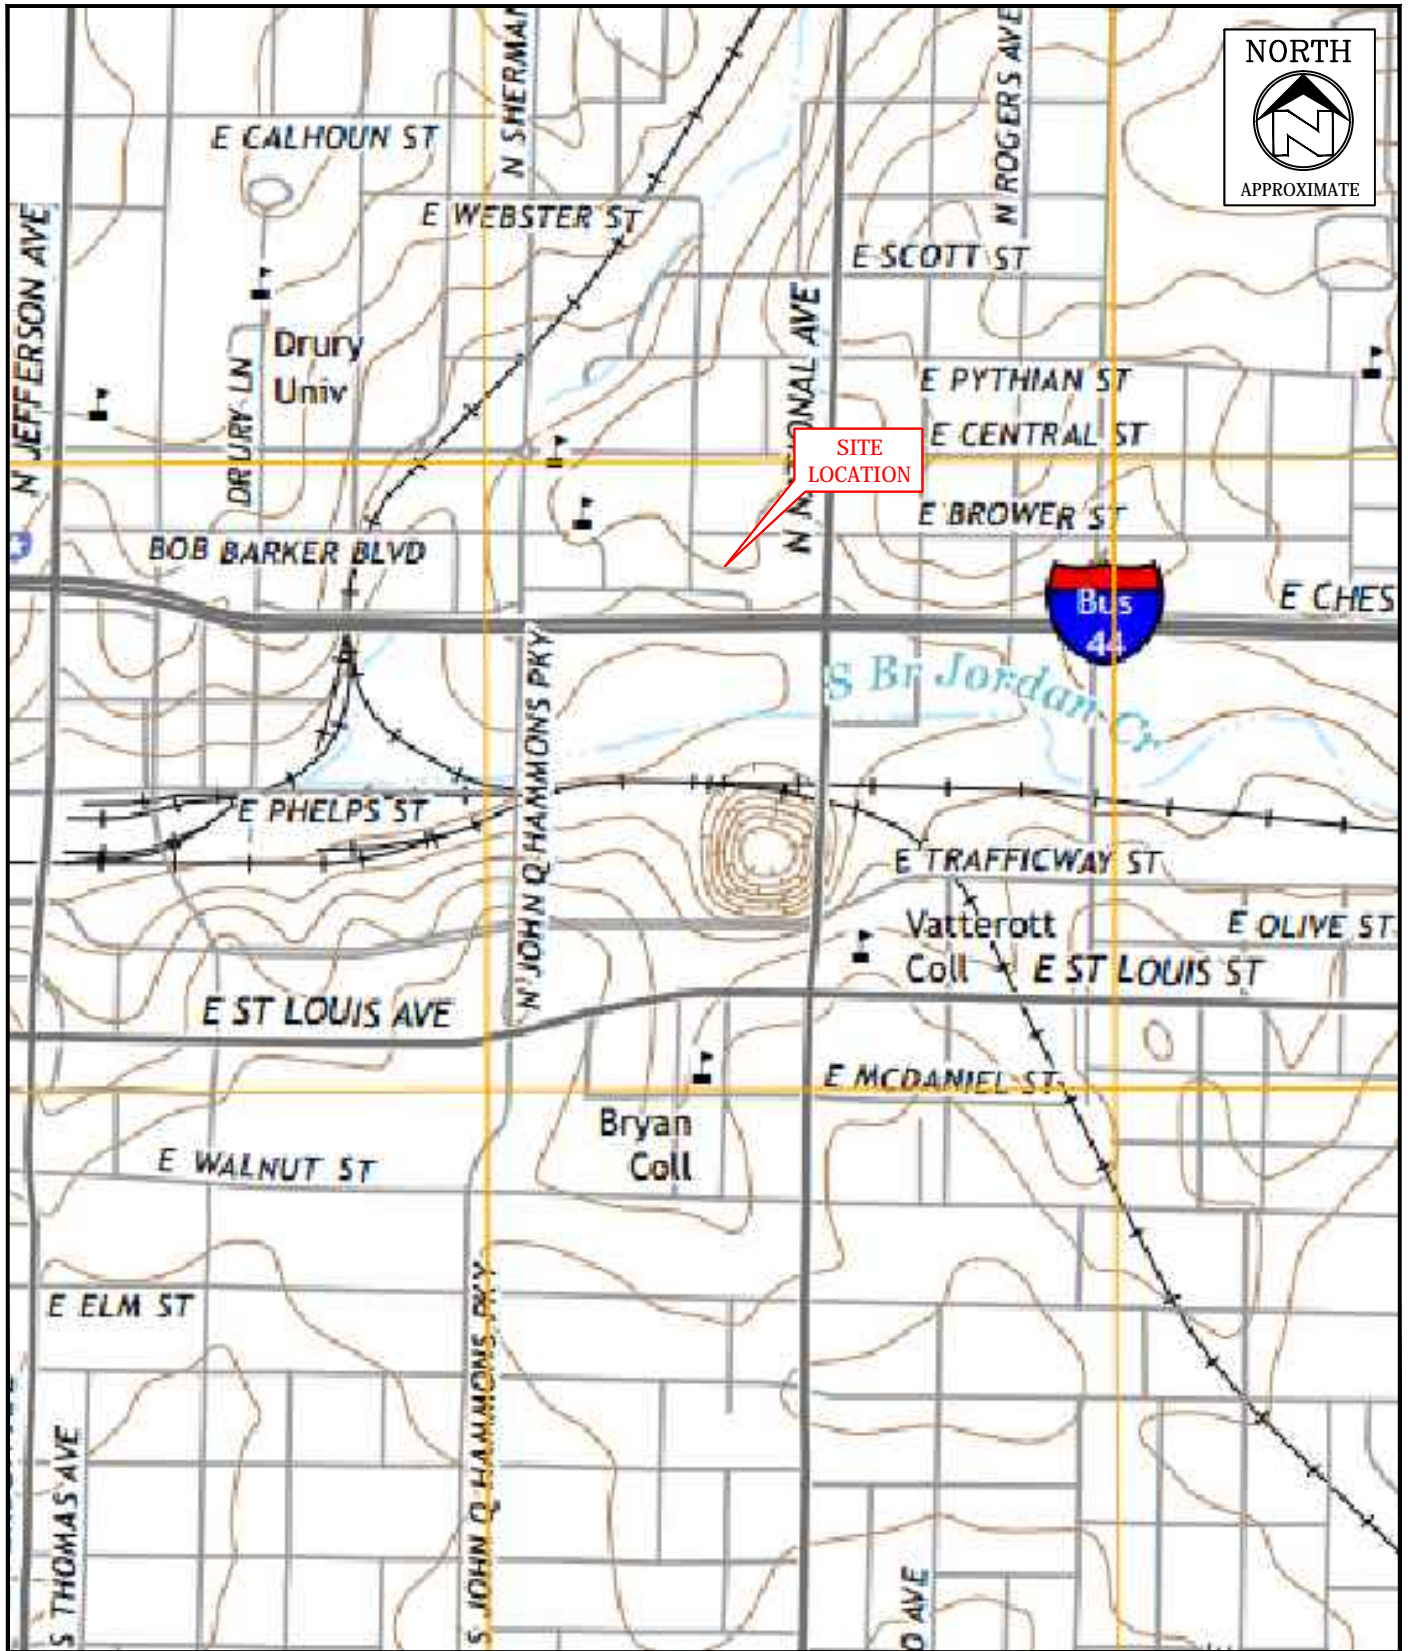 NORTH
N
APPROXIMATE
N SHERMAN
N ROGERS AVE
E CALHOUN ST
E WEBSTER ST
E SCOTT ST
N JEFFERSON AVE
Drury
Univ
DRURY LN
E PYTHIAN ST
E CENTRAL ST
SITE
LOCATION
E BROWER ST
BOB BARKER BLVD
Bus
44
E CHES
S Br Jordan Cr
N JOHN Q HAMMONS PKY
E PHELPS ST
E TRAFFICWAY ST
Vatterott
Coll
E OLIVE ST
E ST LOUIS ST
E ST LOUIS AVE
E MCDANIEL ST
Bryan
Coll
E WALNUT ST
E ELM ST
S JOHN Q HAMMONS PKY
S THOMAS AVE
AVE